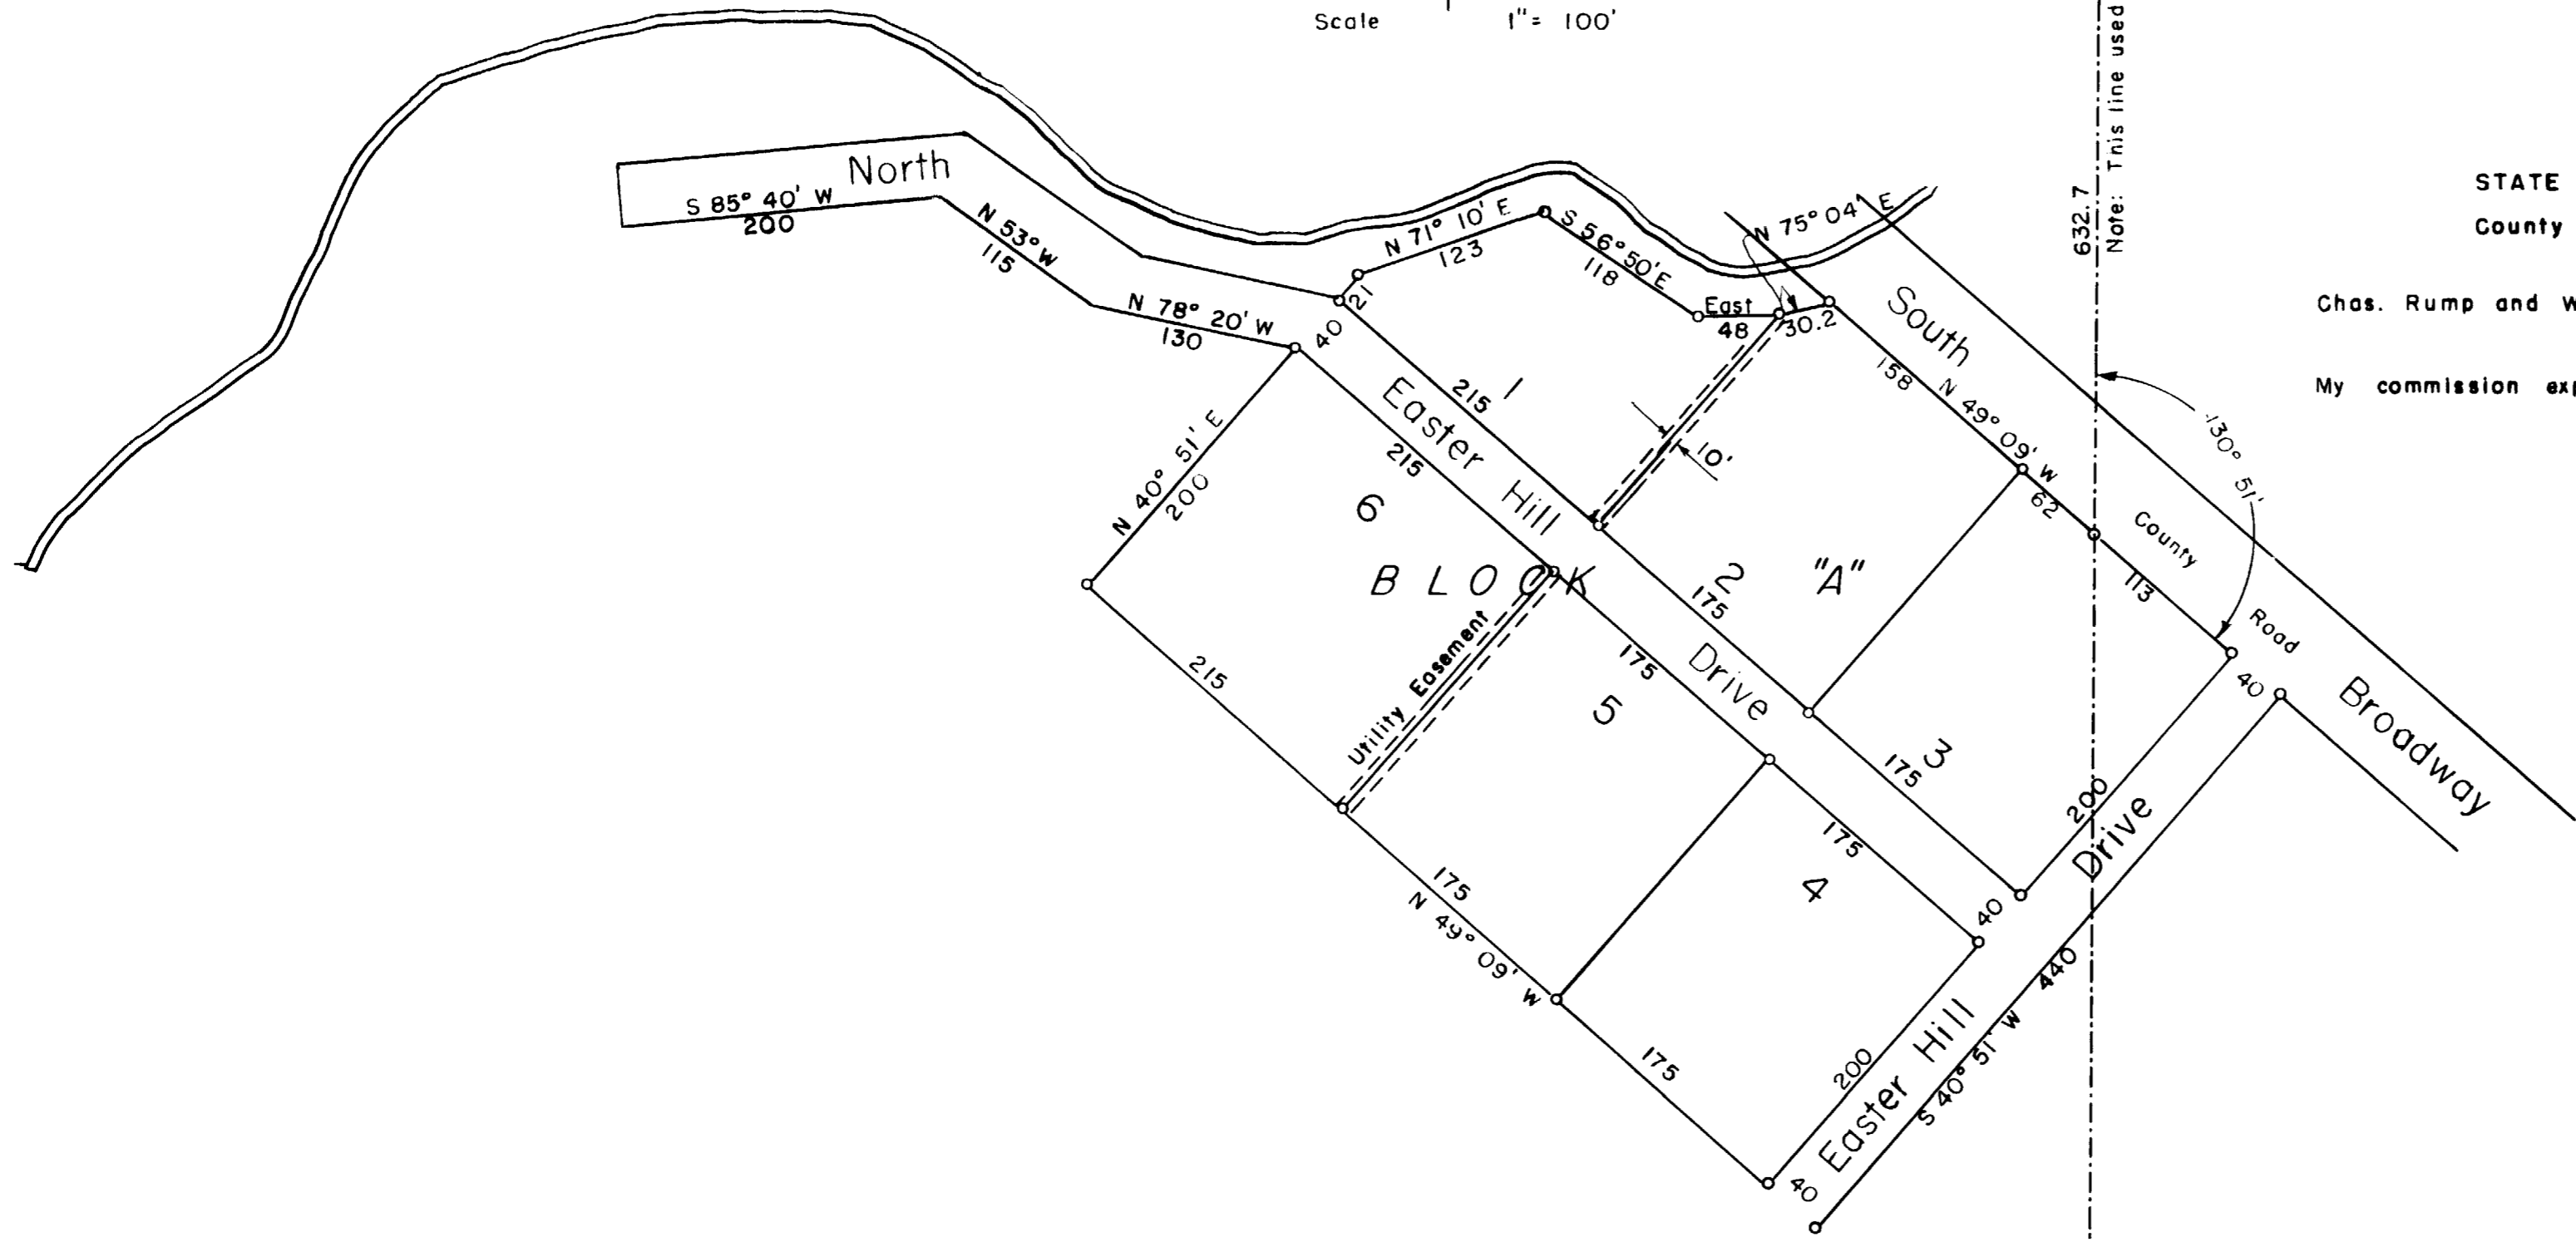 Scale 1" = 100'
Note: This line used
632.7
STATE
County
Chas. Rump and W
My commission exp
North
S 85° 40' W
200
N 53° W
115
N 78° 20' W
130
40
21
N 71° 10' E
123
S 56° 50' E
118
East
48
30.2
N 75° 04' E
South
158
N 49° 09' W
62
County
113
Road
130° 51'
40
Broadway
215
1
Easter Hill Drive
215
10'
N 40° 51' E
200
6
BLOCK "A"
2
175
175
Utility Easement
215
5
3
175
200
175
4
175
N 49° 09' W
40
Easter Hill Drive
440
S 40° 51' W
200
175
40